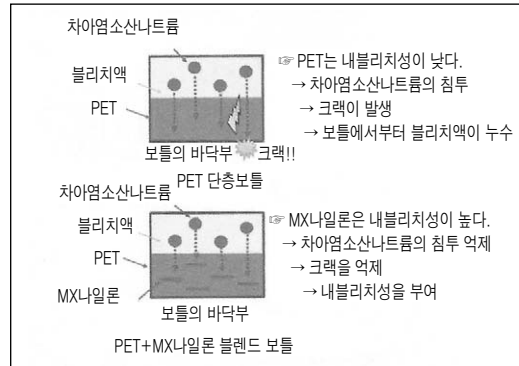 차아염소산나트륨
블리치액
PET
☞ PET는 내블리치성이 낮다.
→ 차아염소산나트륨의 침투
→ 크랙이 발생
→ 보틀에서부터 블리치액이 누수
보틀의 바닥부
크랙!!
PET 단층보틀
차아염소산나트륨
블리치액
PET
MX나일론
☞ MX나일론은 내블리치성이 높다.
→ 차아염소산나트륨의 침투 억제
→ 크랙을 억제
→ 내블리치성을 부여
보틀의 바닥부
PET+MX나일론 블렌드 보틀